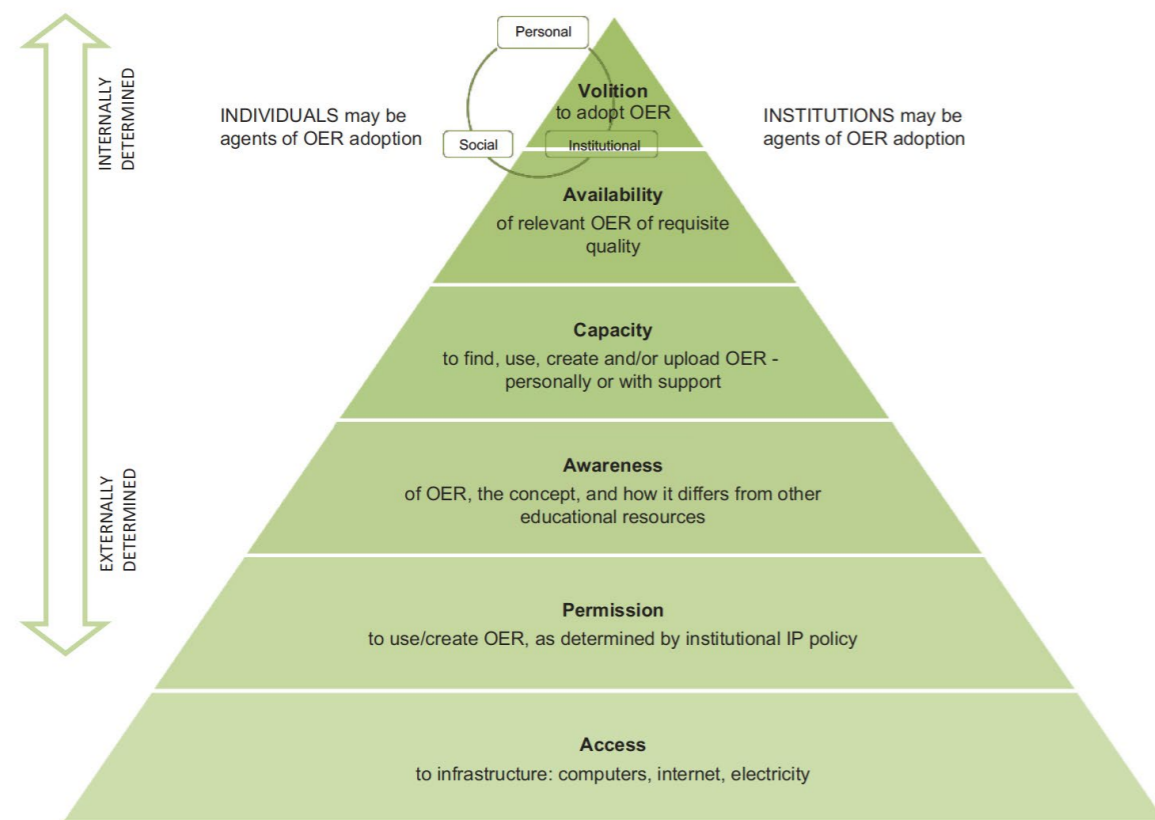 Personal
INTERNALLY
DETERMINED
INDIVIDUALS may be
agents of OER adoption
Volition
to adopt OER
INSTITUTIONS may be
agents of OER adoption
Social
Institutional
Availability
of relevant OER of requisite
quality
Capacity
to find, use, create and/or upload OER -
personally or with support
Awareness
of OER, the concept, and how it differs from other
educational resources
EXTERNALLY
DETERMINED
Permission
to use/create OER, as determined by institutional IP policy
Access
to infrastructure: computers, internet, electricity